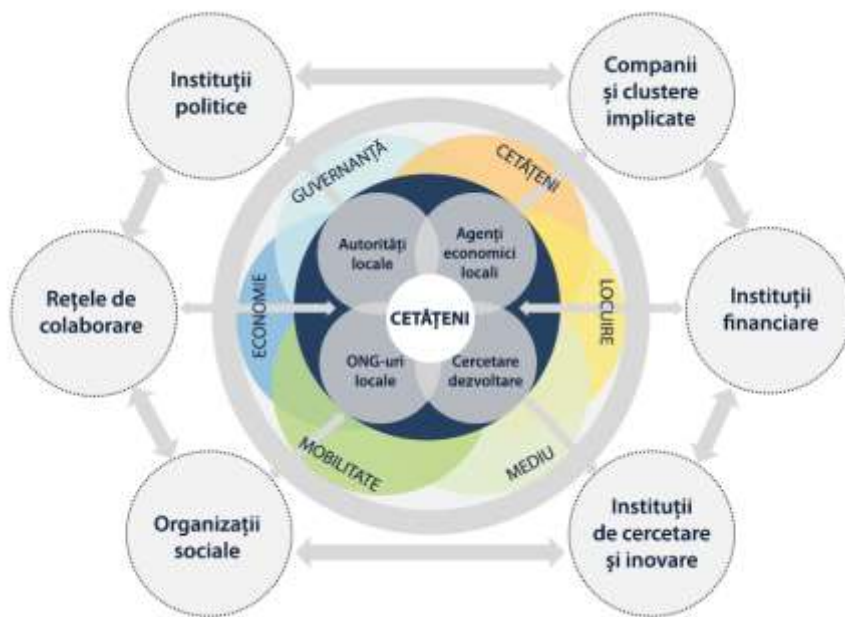 Instituții
politice
Companii
și clustere
implicate
GUVERNANȚĂ
CETĂȚENI
Autorități
locale
Agenți
economici
locali
Rețele de
colaborare
ECONOMIE
CETĂȚENI
LOCUIRE
Instituții
financiare
ONG-uri
locale
Cercetare
dezvoltare
MOBILITATE
MEDIU
Organizații
sociale
Instituții
de cercetare
și inovare